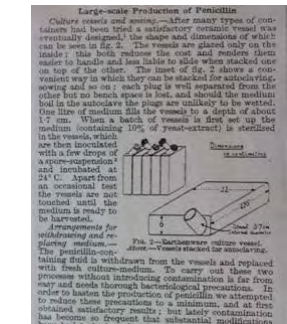 Large-scale Production of Penicillin
Culture vessels and sowing.—After many types of con-
tainers had been tried a satisfactory ceramic vessel was
eventually designed,¹ the shape and dimensions of which
can be seen in fig. 2. The vessels are glazed only on the
inside; this both reduces the cost and renders them
easier to handle and less liable to slide when stacked one
on top of the other. The inset of fig. 2 shows a con-
venient way in which they can be stacked for autoclaving,
sowing and so on; each plug is well separated from the
other but no bench space is lost, and should the medium
boil in the autoclave the plugs are unlikely to be wetted.
One litre of medium fills the vessels to a depth of about
1·7 cm. When a batch of vessels is first set up the
medium (containing 10% of yeast-extract) is sterilised
in the vessels, which
are then inoculated
with a few drops of
a spore-suspension²
and incubated at
24° C. Apart from
an occasional test
the vessels are not
touched until the
medium is ready to
be harvested.
Arrangements for
withdrawing and re-
placing medium.—
The penicillin-con-
Dimensions
in centimetres
22
FIG. 2—Earthenware culture vessel.
Inset.—Vessels stacked for autoclaving.
taining fluid is withdrawn from the vessels and replaced
with fresh culture-medium. To carry out these two
processes without introducing contamination is far from
easy and needs thorough bacteriological precautions. In
order to hasten the production of penicillin we attempted
to reduce these precautions to a minimum, and at first
obtained satisfactory results; but lately contamination
has become so frequent that substantial modifications